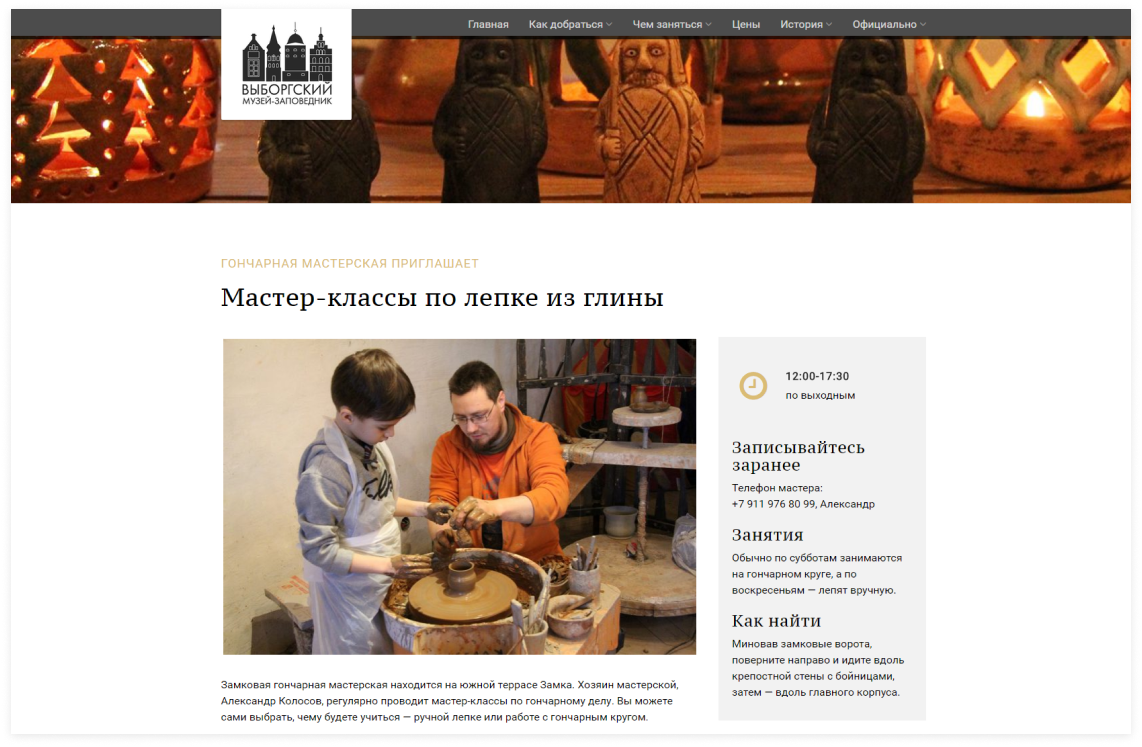 Главная Как добраться Чем заняться Цены История Официально
ВЫБОРГСКИЙ
МУЗЕЙ-ЗАПОВЕДНИК
ГОНЧАРНАЯ МАСТЕРСКАЯ ПРИГЛАШАЕТ
Мастер-классы по лепке из глины
12:00-17:30
по выходным
Записывайтесь
заранее
Телефон мастера:
+7 911 976 80 99, Александр
Занятия
Обычно по субботам занимаются
на гончарном круге, а по
воскресеньям — лепят вручную.
Как найти
Миновав замковые ворота,
поверните направо и идите вдоль
крепостной стены с бойницами,
затем — вдоль главного корпуса.
Замковая гончарная мастерская находится на южной террасе Замка. Хозяин мастерской,
Александр Колосов, регулярно проводит мастер-классы по гончарному делу. Вы можете
сами выбрать, чему будете учиться — ручной лепке или работе с гончарным кругом.